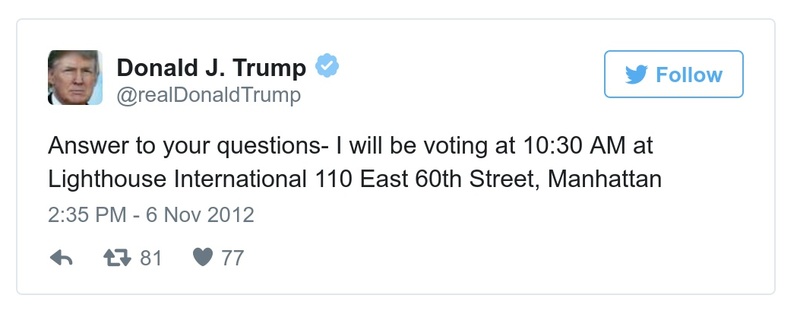 Donald J. Trump
@realDonaldTrump
Follow
Answer to your questions- I will be voting at 10:30 AM at
Lighthouse International 110 East 60th Street, Manhattan
2:35 PM - 6 Nov 2012
81 77